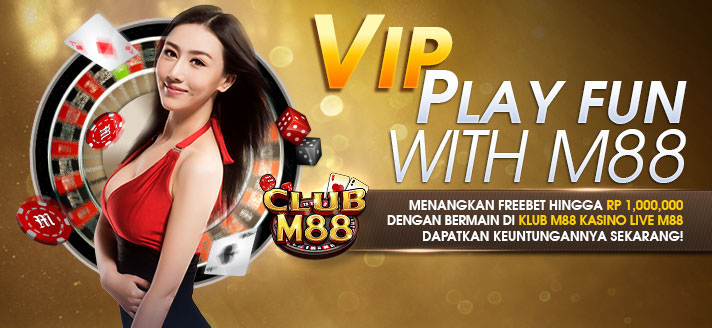 VIP
PLAY FUN
WITH M88
CLUB
M88
MENANGKAN FREEBET HINGGA RP 1,000,000
DENGAN BERMAIN DI KLUB M88 KASINO LIVE M88
DAPATKAN KEUNTUNGANNYA SEKARANG!